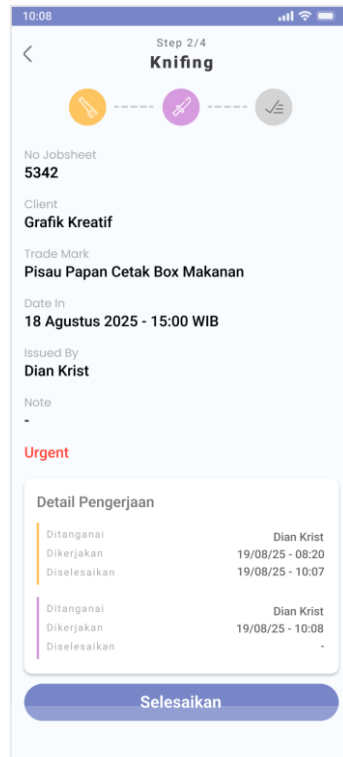 10:08
Step 2/4
Knifing
No Jobsheet
5342
Client
Grafik Kreatif
Trade Mark
Pisau Papan Cetak Box Makanan
Date In
18 Agustus 2025 - 15:00 WIB
Issued By
Dian Krist
Note
-
Urgent
Detail Pengerjaan
Ditanganai Dian Krist
Dikerjakan 19/08/25 - 08:20
Diselesaikan 19/08/25 - 10:07
Ditanganai Dian Krist
Dikerjakan 19/08/25 - 10:08
Diselesaikan -
Selesaikan